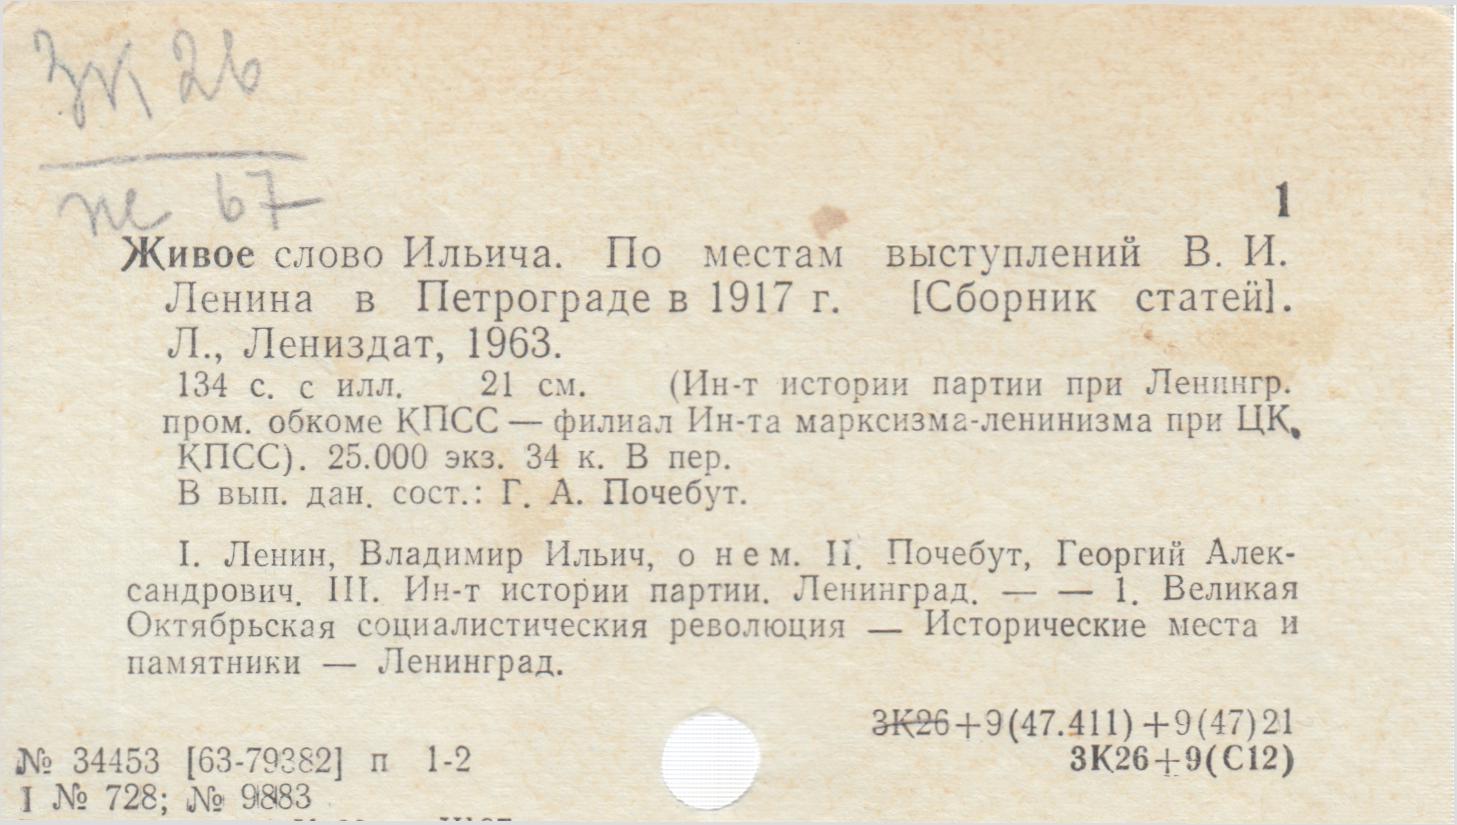 3К 26
пе 67
1
Живое слово Ильича. По местам выступлений В. И.
Ленина в Петрограде в 1917 г. [Сборник статей].
Л., Лениздат, 1963.
134 с. с илл. 21 см. (Ин-т истории партии при Ленингр.
пром. обкоме КПСС — филиал Ин-та марксизма-ленинизма при ЦК
КПСС). 25.000 экз. 34 к. В пер.
В вып. дан. сост.: Г. А. Почебут.
I. Ленин, Владимир Ильич, о нем. II. Почебут, Георгий Алек-
сандрович. III. Ин-т истории партии. Ленинград. — — 1. Великая
Октябрьская социалистическия революция — Исторические места и
памятники — Ленинград.
3К26+9(47.411)+9(47)21
№ 34453 [63-79382] п 1-2
3К26+9(С12)
I № 728; № 9883